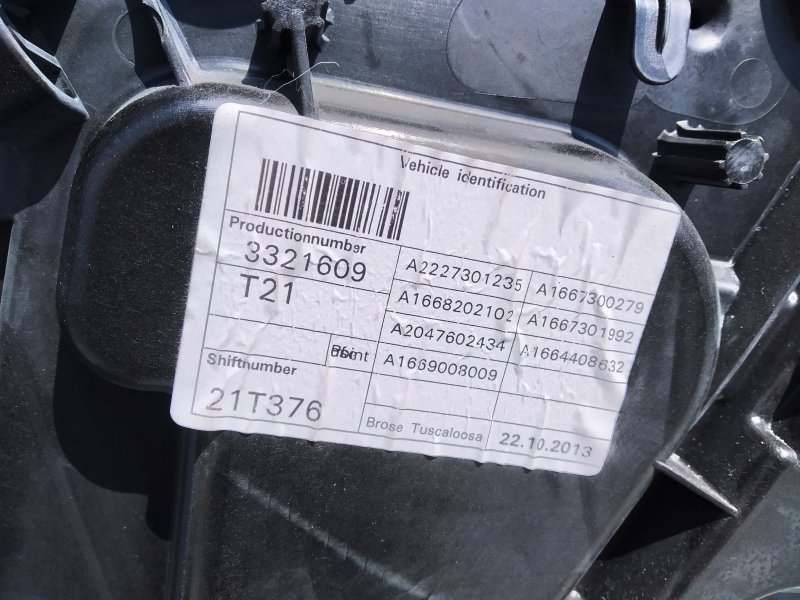 Vehicle identification
Productionnumber
3321609
T21
A2227301235 A1667300279
A1668202102 A1667301992
A2047602434 A1664408632
A1669008009
Shiftnumber
21T376
Brose Tuscaloosa 22.10.2013